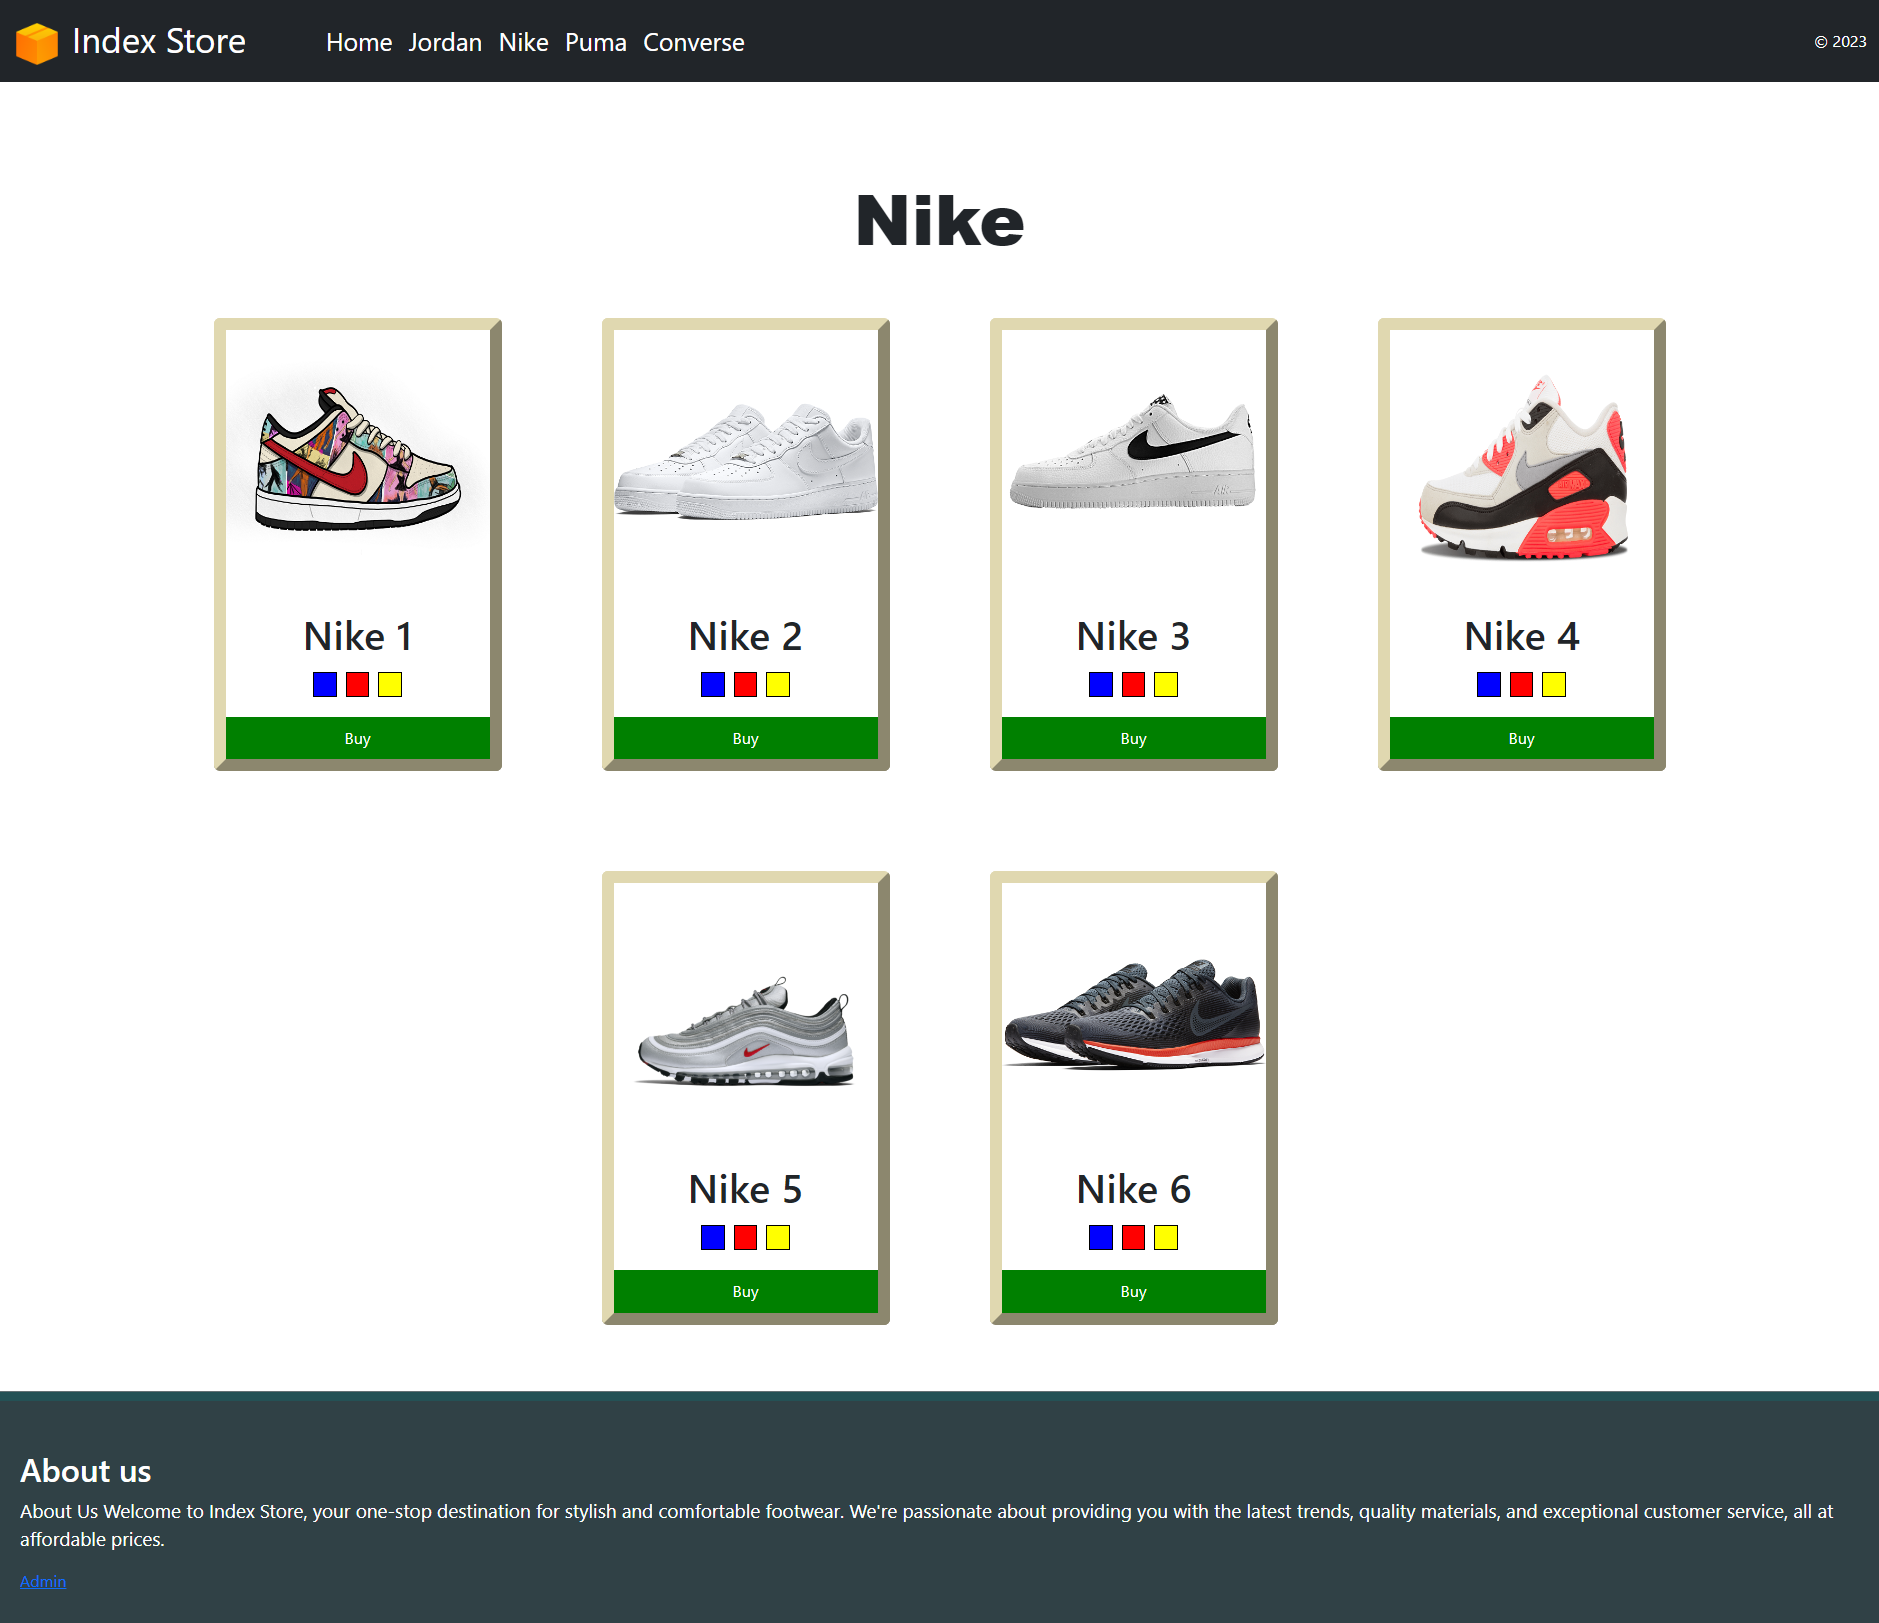 Index Store
Home Jordan Nike Puma Converse
© 2023
Nike
Nike 1
Buy
Nike 2
Buy
Nike 3
Buy
Nike 4
Buy
Nike 5
Buy
Nike 6
Buy
About us
About Us Welcome to Index Store, your one-stop destination for stylish and comfortable footwear. We're passionate about providing you with the latest trends, quality materials, and exceptional customer service, all at
affordable prices.
Admin